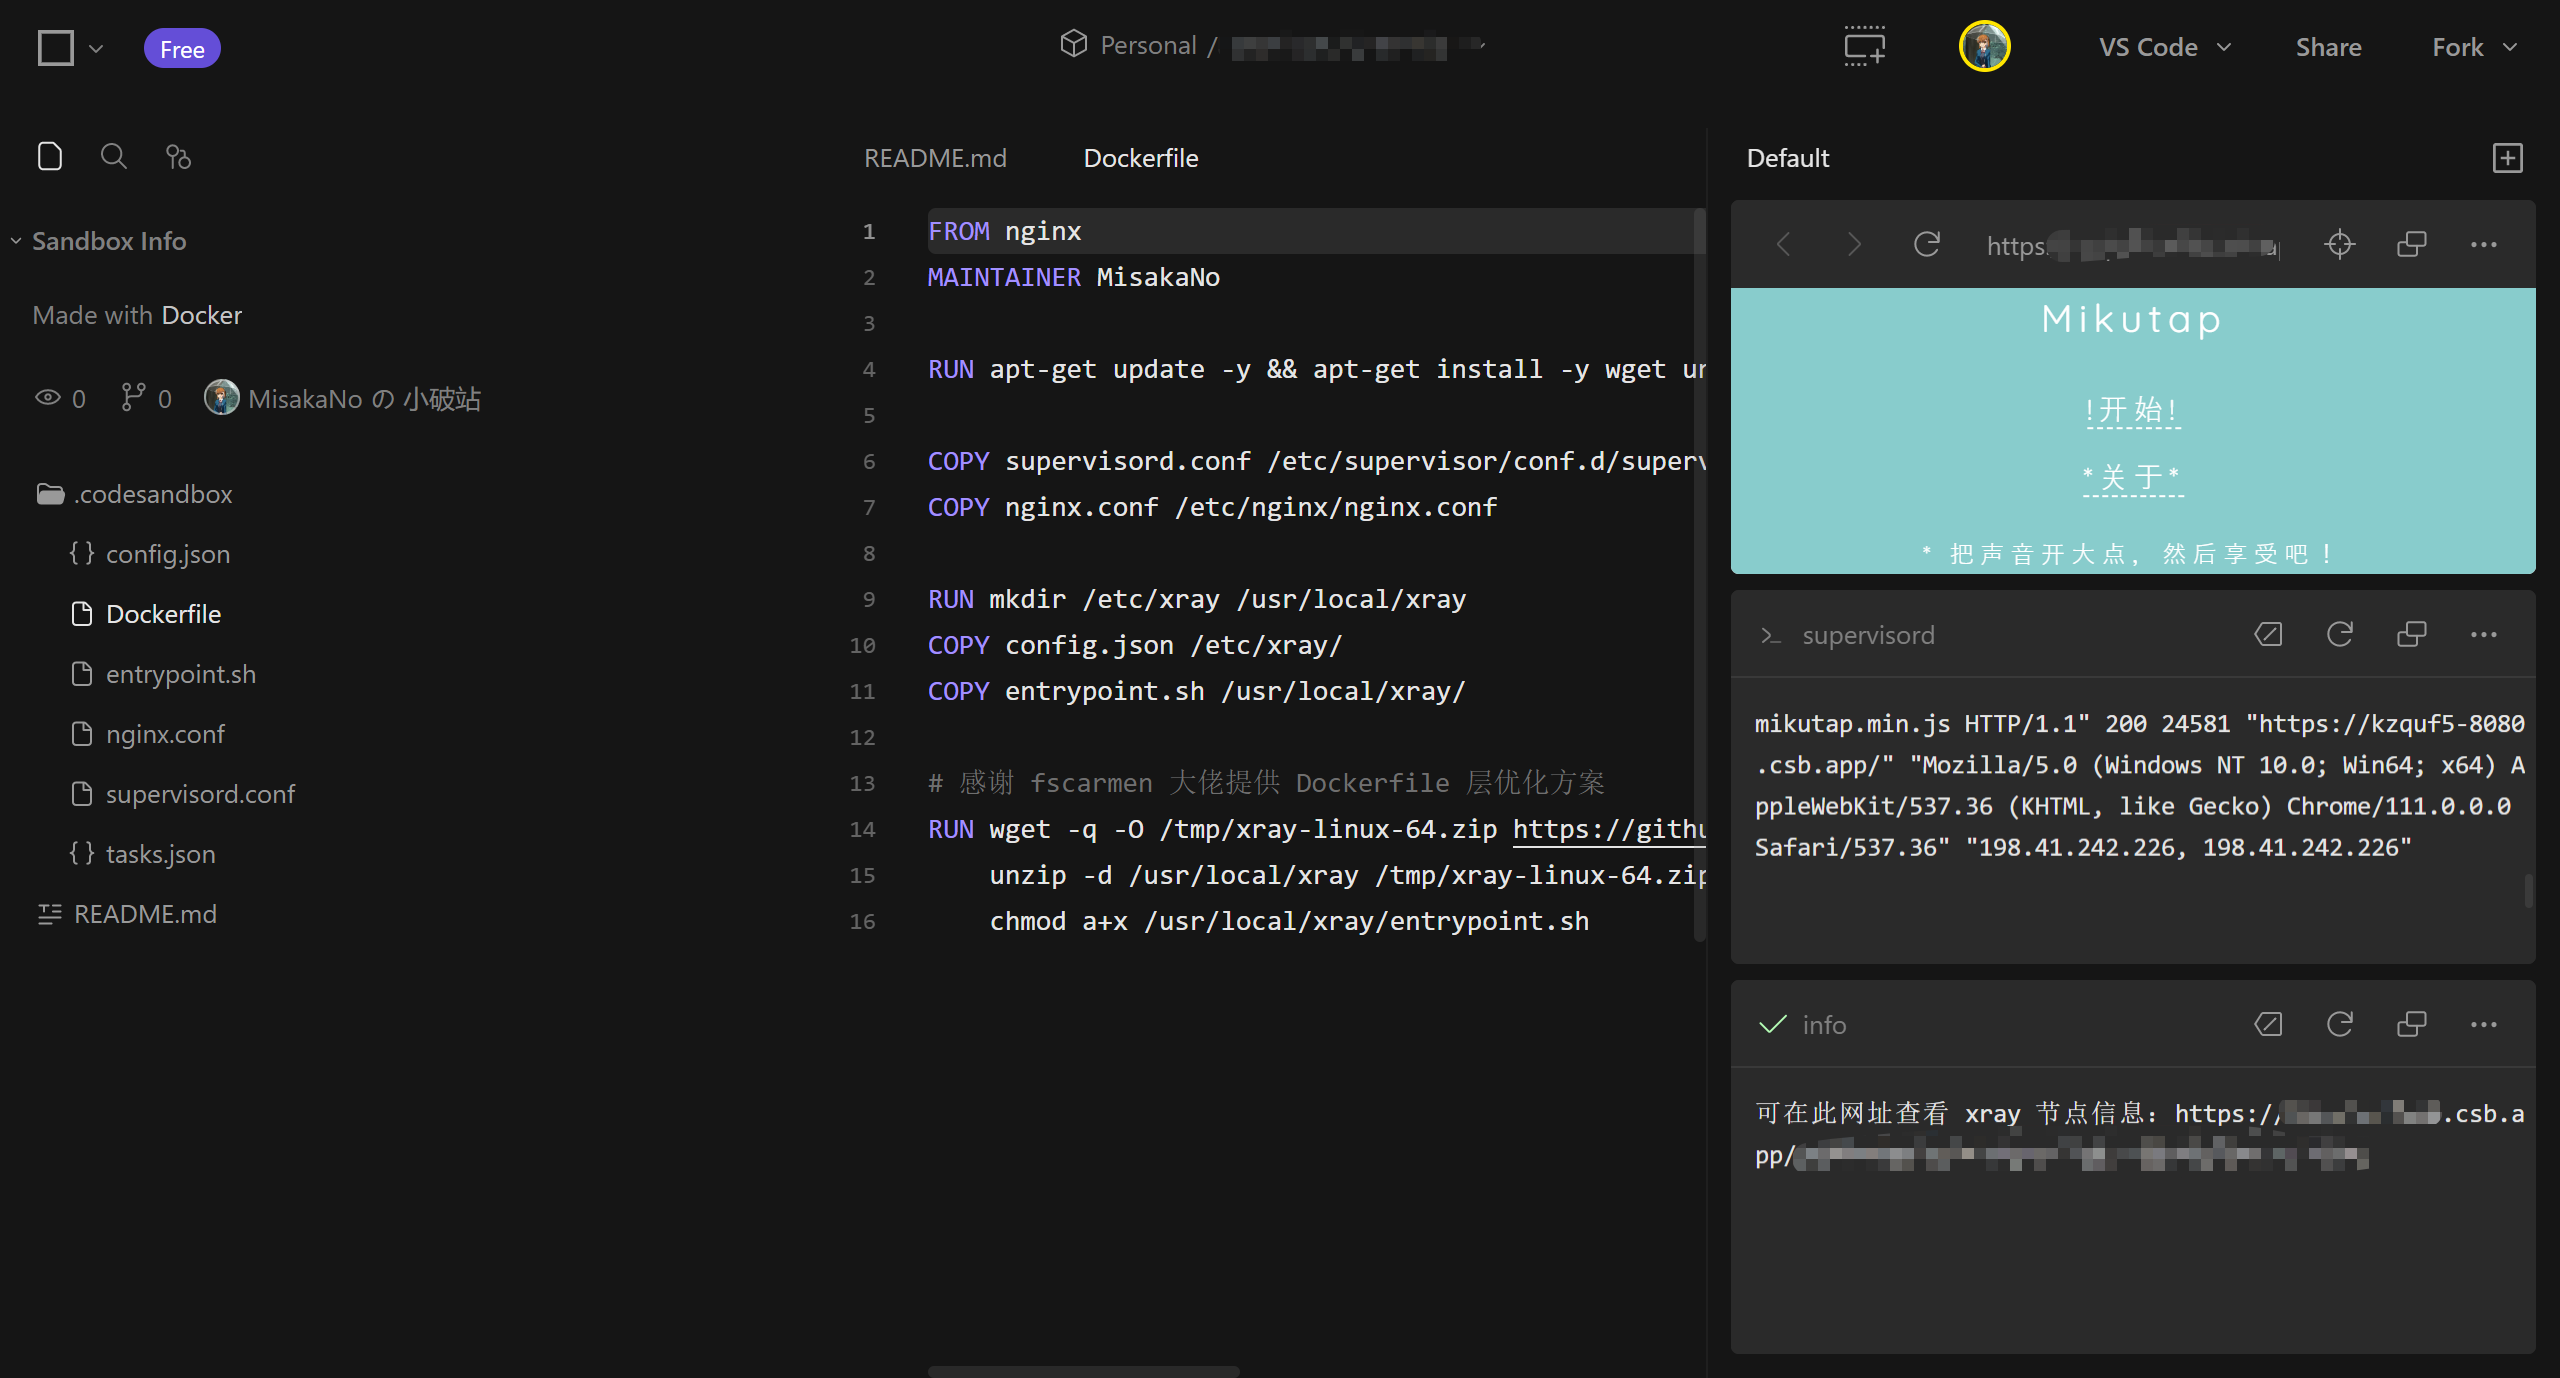 Free
Personal /
VS Code
Share
Fork
Sandbox Info
Made with Docker
0
0
MisakaNo の 小破站
.codesandbox
config.json
Dockerfile
entrypoint.sh
nginx.conf
supervisord.conf
tasks.json
README.md
README.md
Dockerfile
1 FROM nginx
2 MAINTAINER MisakaNo
3
4 RUN apt-get update -y && apt-get install -y wget
5
6 COPY supervisord.conf /etc/supervisor/conf.d/superv
7 COPY nginx.conf /etc/nginx/nginx.conf
8
9 RUN mkdir /etc/xray /usr/local/xray
10 COPY config.json /etc/xray/
11 COPY entrypoint.sh /usr/local/xray/
12
13 # 感谢 fscarmen 大佬提供 Dockerfile 层优化方案
14 RUN wget -q -O /tmp/xray-linux-64.zip https://githu
15 unzip -d /usr/local/xray /tmp/xray-linux-64.zip
16 chmod a+x /usr/local/xray/entrypoint.sh
Default
https:
Mikutap
!开始!
*关于*
* 把声音开大点, 然后享受吧 !
supervisord
mikutap.min.js HTTP/1.1" 200 24581 "https://kzquf5-8080
.csb.app/" "Mozilla/5.0 (Windows NT 10.0; Win64; x64) A
ppleWebKit/537.36 (KHTML, like Gecko) Chrome/111.0.0.0
Safari/537.36" "198.41.242.226, 198.41.242.226"
info
可在此网址查看 xray 节点信息：https:// .csb.a
pp/